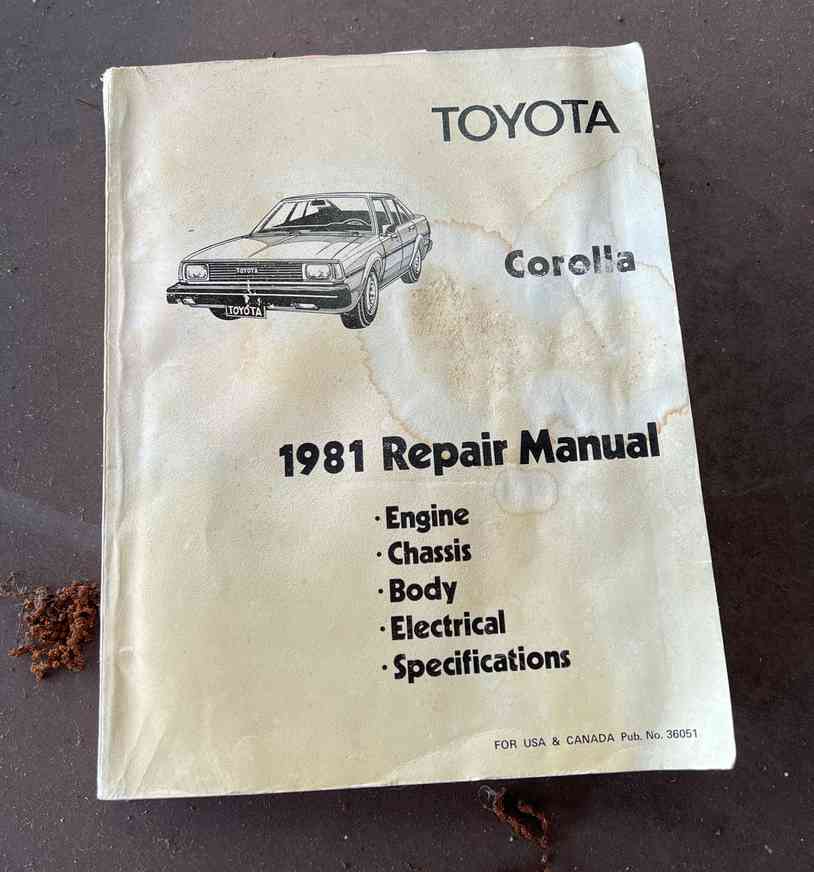 TOYOTA
TOYOTA
TOYOTA
Corolla
1981 Repair Manual
· Engine
· Chassis
· Body
· Electrical
· Specifications
FOR USA & CANADA Pub. No. 36051